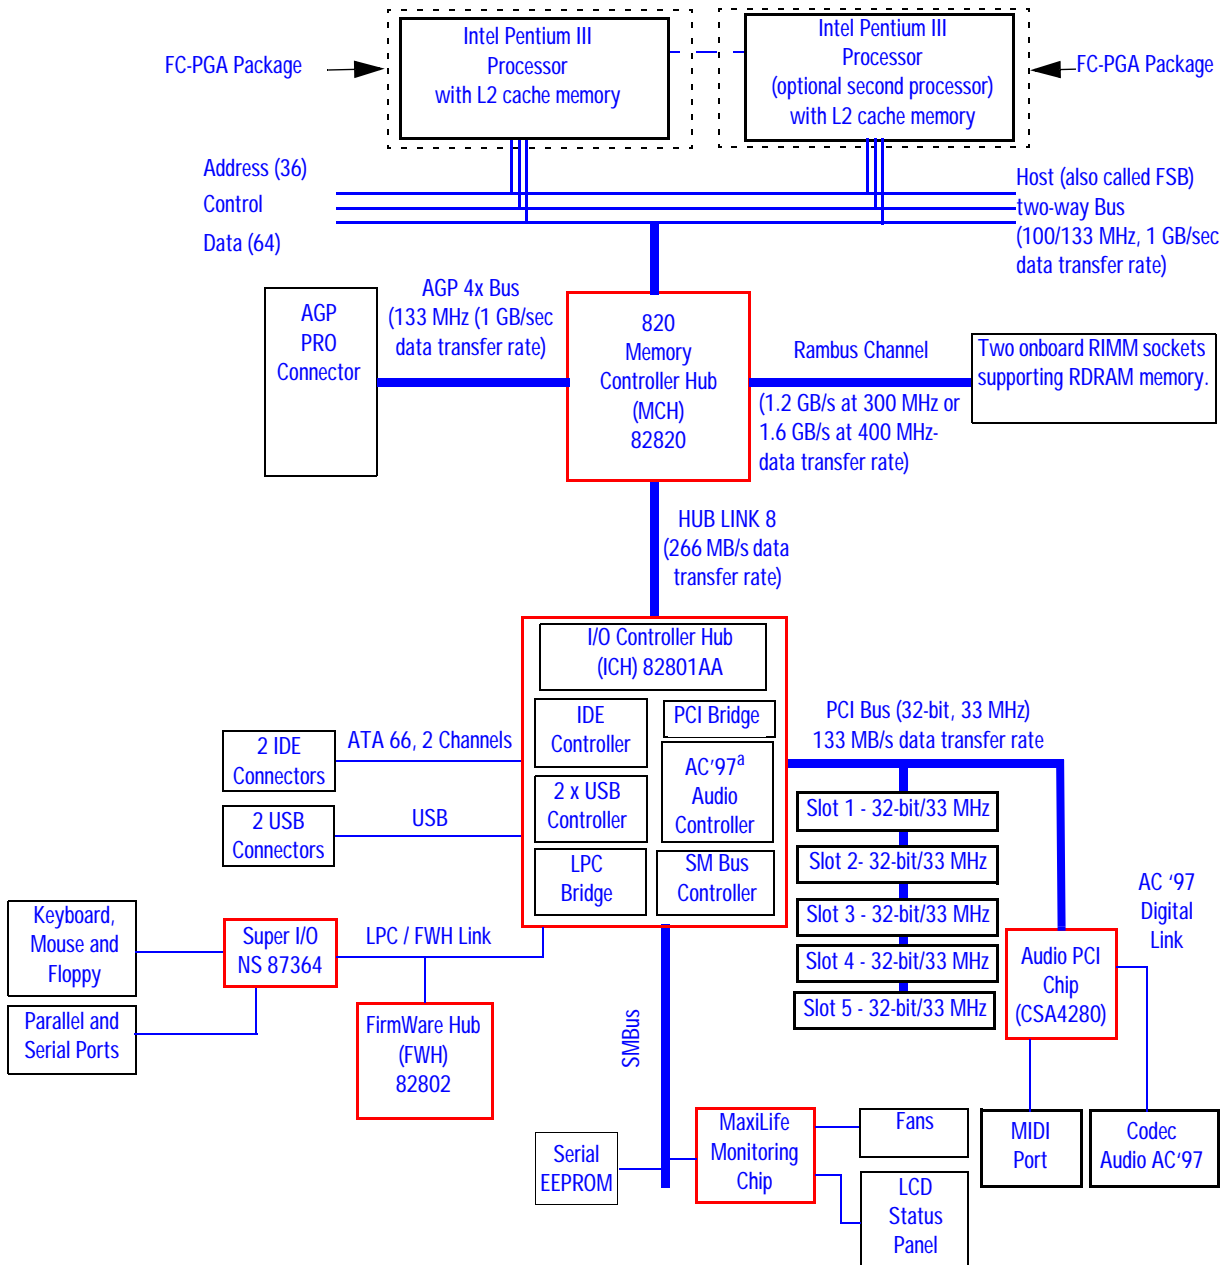 Intel Pentium III
Processor
with L2 cache memory
Intel Pentium III
Processor
(optional second processor)
with L2 cache memory
FC-PGA Package
FC-PGA Package
Address (36)
Control
Data (64)
Host (also called FSB)
two-way Bus
(100/133 MHz, 1 GB/sec
data transfer rate)
AGP
PRO
Connector
AGP 4x Bus
(133 MHz (1 GB/sec
data transfer rate)
820
Memory
Controller Hub
(MCH)
82820
Rambus Channel
(1.2 GB/s at 300 MHz or
1.6 GB/s at 400 MHz-
data transfer rate)
Two onboard RIMM sockets
supporting RDRAM memory.
HUB LINK 8
(266 MB/s data
transfer rate)
I/O Controller Hub
(ICH) 82801AA
IDE
Controller
PCI Bridge
2 x USB
Controller
AC'97a
Audio
Controller
LPC
Bridge
SM Bus
Controller
2 IDE
Connectors
ATA 66, 2 Channels
2 USB
Connectors
USB
PCI Bus (32-bit, 33 MHz)
133 MB/s data transfer rate
Slot 1 - 32-bit/33 MHz
Slot 2- 32-bit/33 MHz
Slot 3 - 32-bit/33 MHz
Slot 4 - 32-bit/33 MHz
Slot 5 - 32-bit/33 MHz
AC ‘97
Digital
Link
Audio PCI
Chip
(CSA4280)
Keyboard,
Mouse and
Floppy
Super I/O
NS 87364
LPC / FWH Link
Parallel and
Serial Ports
FirmWare Hub
(FWH)
82802
SMBus
Serial
EEPROM
MaxiLife
Monitoring
Chip
Fans
LCD
Status
Panel
MIDI
Port
Codec
Audio AC‘97